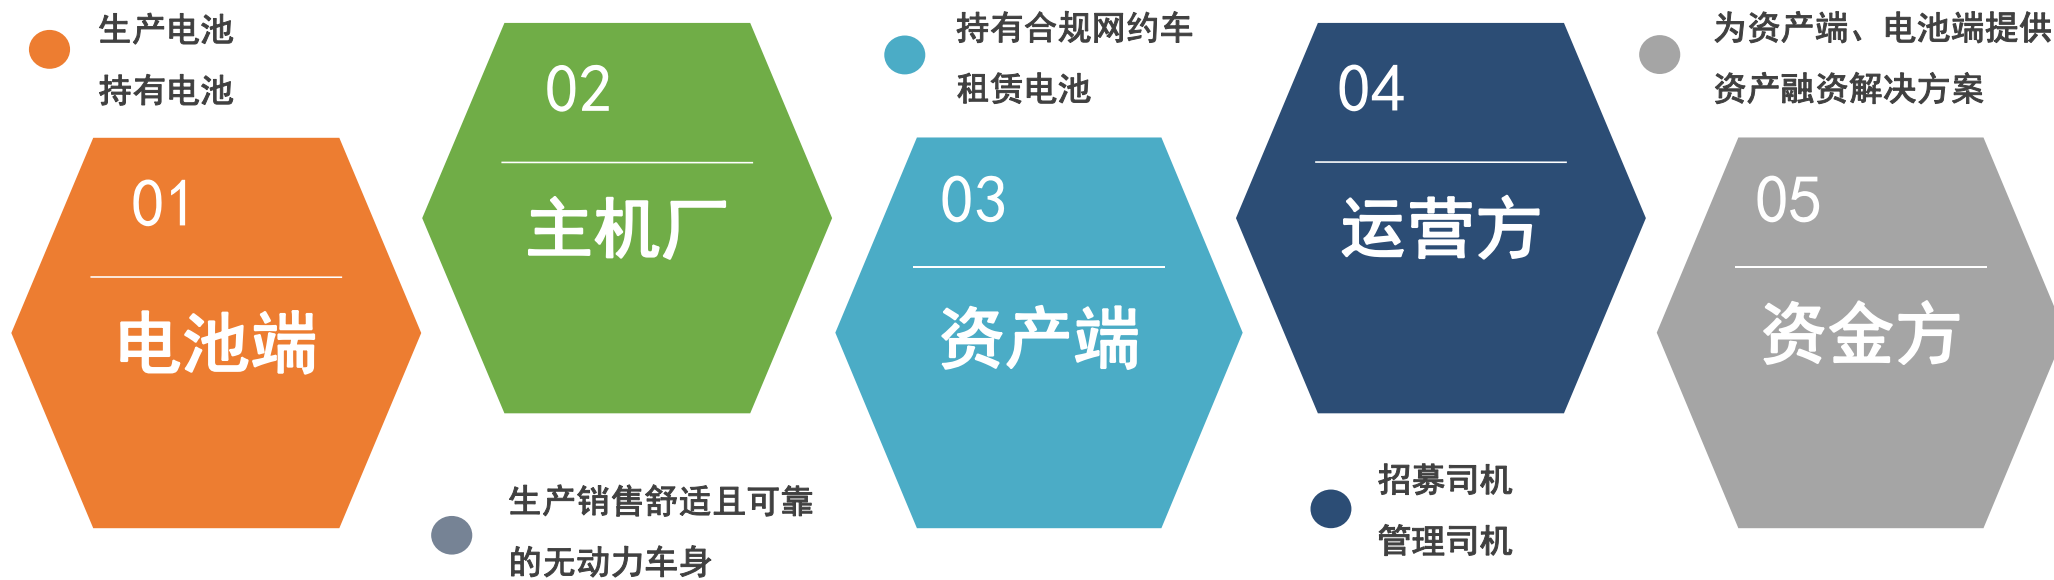 生产电池
持有电池
01
电池端
02
主机厂
生产销售舒适且可靠
的无动力车身
持有合规网约车
租赁电池
03
资产端
04
运营方
招募司机
管理司机
为资产端、电池端提供
资产融资解决方案
05
资金方